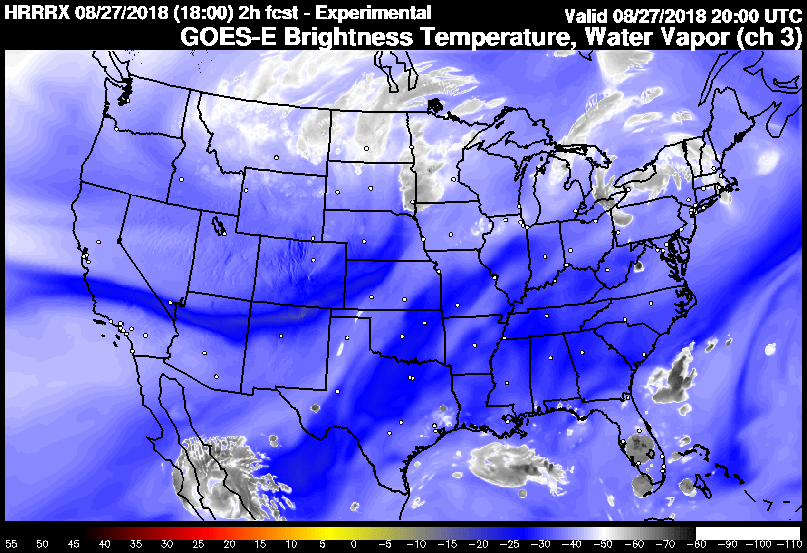 HRRRX 08/27/2018 (18:00) 2h fcst - Experimental
Valid 08/27/2018 20:00 UTC
GOES-E Brightness Temperature, Water Vapor (ch 3)
55 50 45 40 35 30 25 20 15 10 5 0 -5 -10 -15 -20 -25 -30 -35 -40 -45 -50 -60 -70 -80 -90 -100 -110